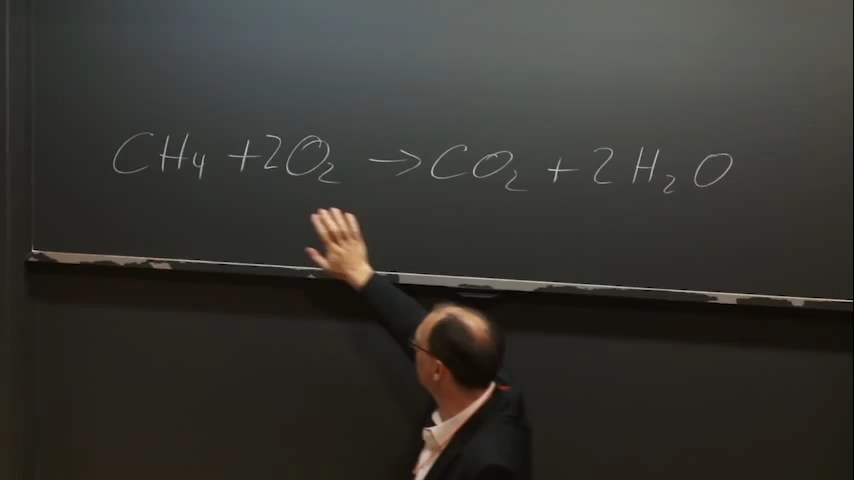 CH₄ + 2O₂ → CO₂ + 2H₂O